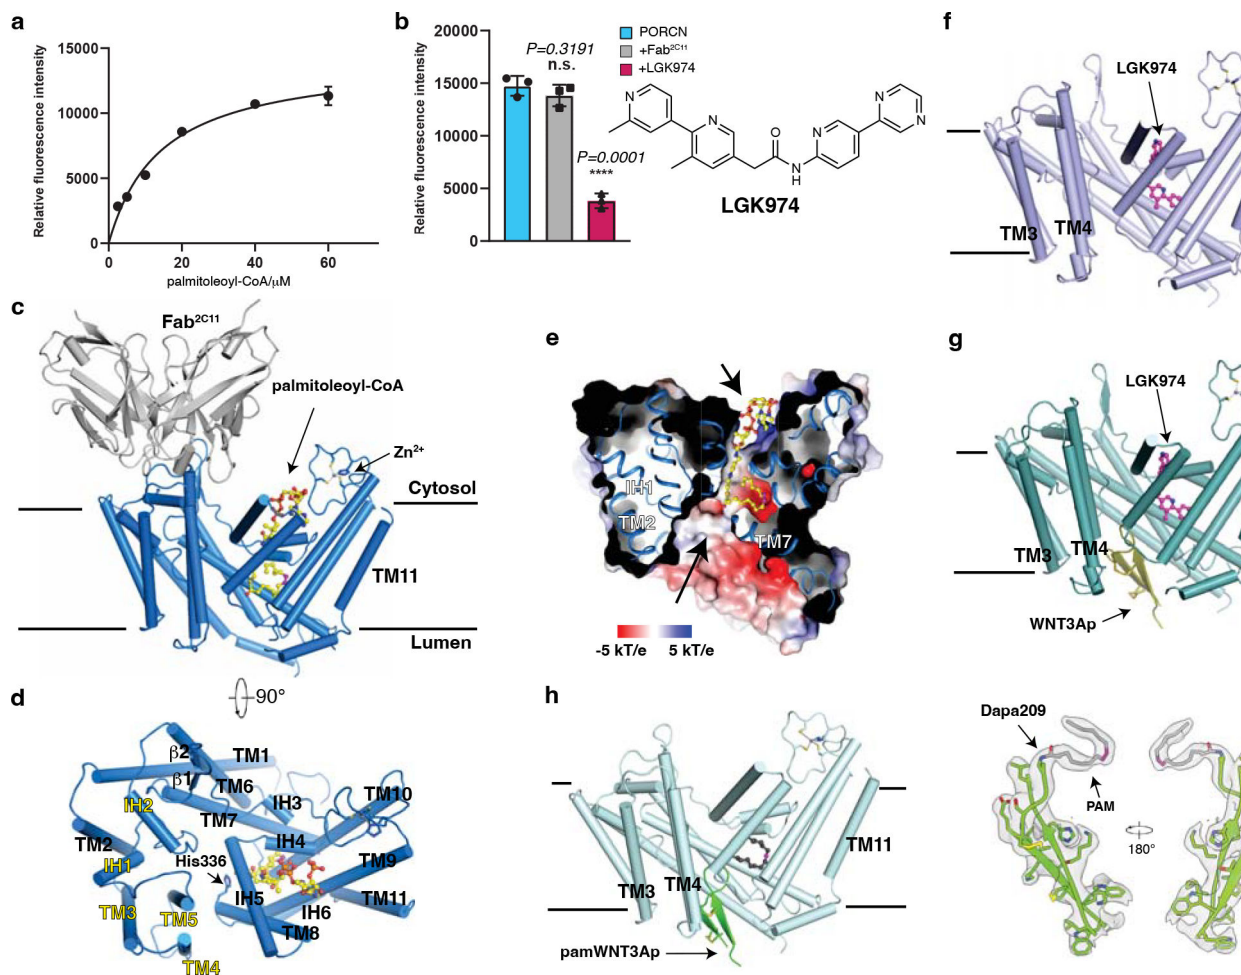 a
15000
10000
5000
0
Relative fluorescence intensity
0 20 40 60
palmitoleoyl-CoA/μM
b
20000
15000
10000
5000
0
Relative fluorescence intensity
P=0.3191
n.s.
P=0.0001
****
PORCN
+Fab2C11
+LGK974
N
N
O
N
H
N
N
N
LGK974
c
Fab2C11
palmitoleoyl-CoA
Zn2+
Cytosol
TM11
Lumen
90°
d
β2
TM1
β1
TM6
IH2
IH3
TM10
TM7
TM2
IH4
His336
TM9
IH1
IH5
TM3
TM5
IH6
TM11
TM8
TM4
e
IH1
TM2
TM7
-5 kT/e 5 kT/e
f
LGK974
TM3
TM4
g
LGK974
TM3
TM4
WNT3Ap
h
TM11
TM3
TM4
pamWNT3Ap
Dapa209
PAM
180°